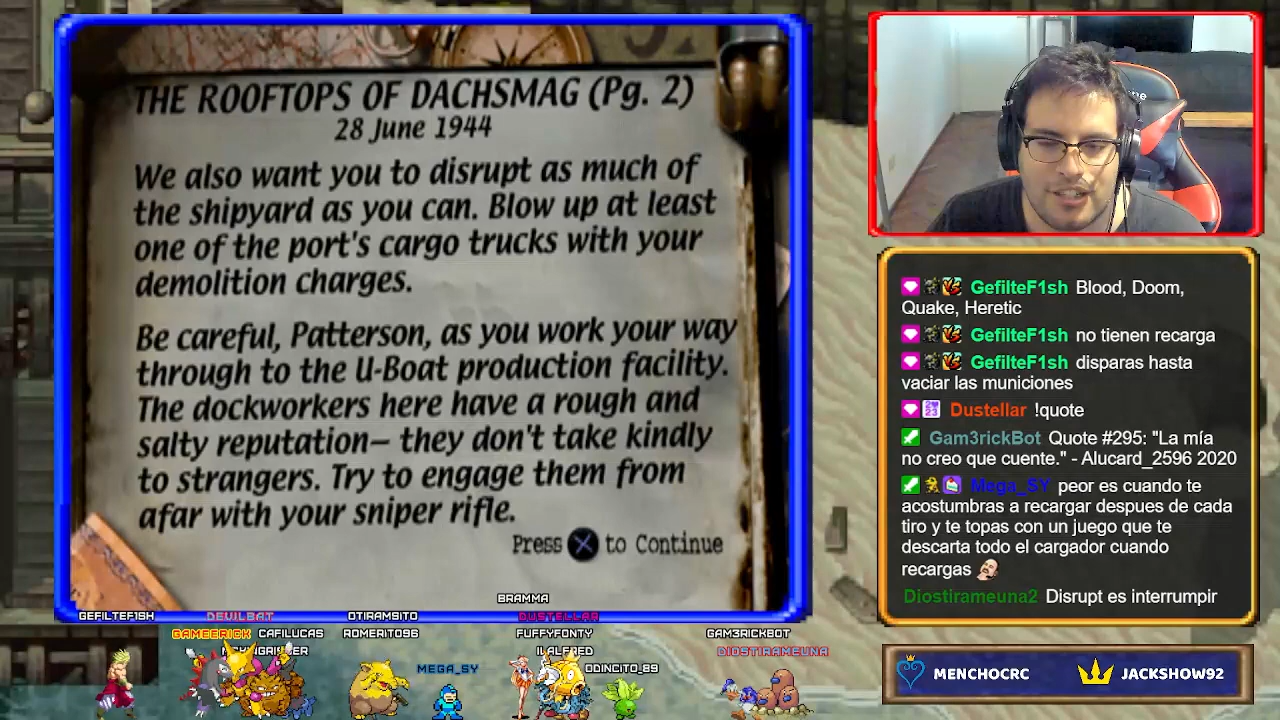 THE ROOFTOPS OF DACHSMAG (Pg. 2)
28 June 1944
We also want you to disrupt as much of
the shipyard as you can. Blow up at least
one of the port's cargo trucks with your
demolition charges.
Be careful, Patterson, as you work your way
through to the U-Boat production facility.
The dockworkers here have a rough and
salty reputation— they don't take kindly
to strangers. Try to engage them from
afar with your sniper rifle.
Press X to Continue
GefilteF1sh Blood, Doom,
Quake, Heretic
GefilteF1sh no tienen recarga
GefilteF1sh disparas hasta
vaciar las municiones
Dustellar !quote
Gam3rickBot Quote #295: "La mía
no creo que cuente." - Alucard_2596 2020
Mega_SY peor es cuando te
acostumbras a recargar despues de cada
tiro y te topas con un juego que te
descarta todo el cargador cuando
recargas
Diostirameuna2 Disrupt es interrumpir
BRAMMA
GEFILTEF1SH DEVILBAT OTIRAM91TO DUSTELLAR
GAMEERICK CAFILUCAS ROMERITO96 FUFFYFONTY GAM3RICKBOT
ILALFRED DIOSTIRAMEUNA
MEGA_SY ODINCITO_89
MENCHOCRC JACKSHOW92